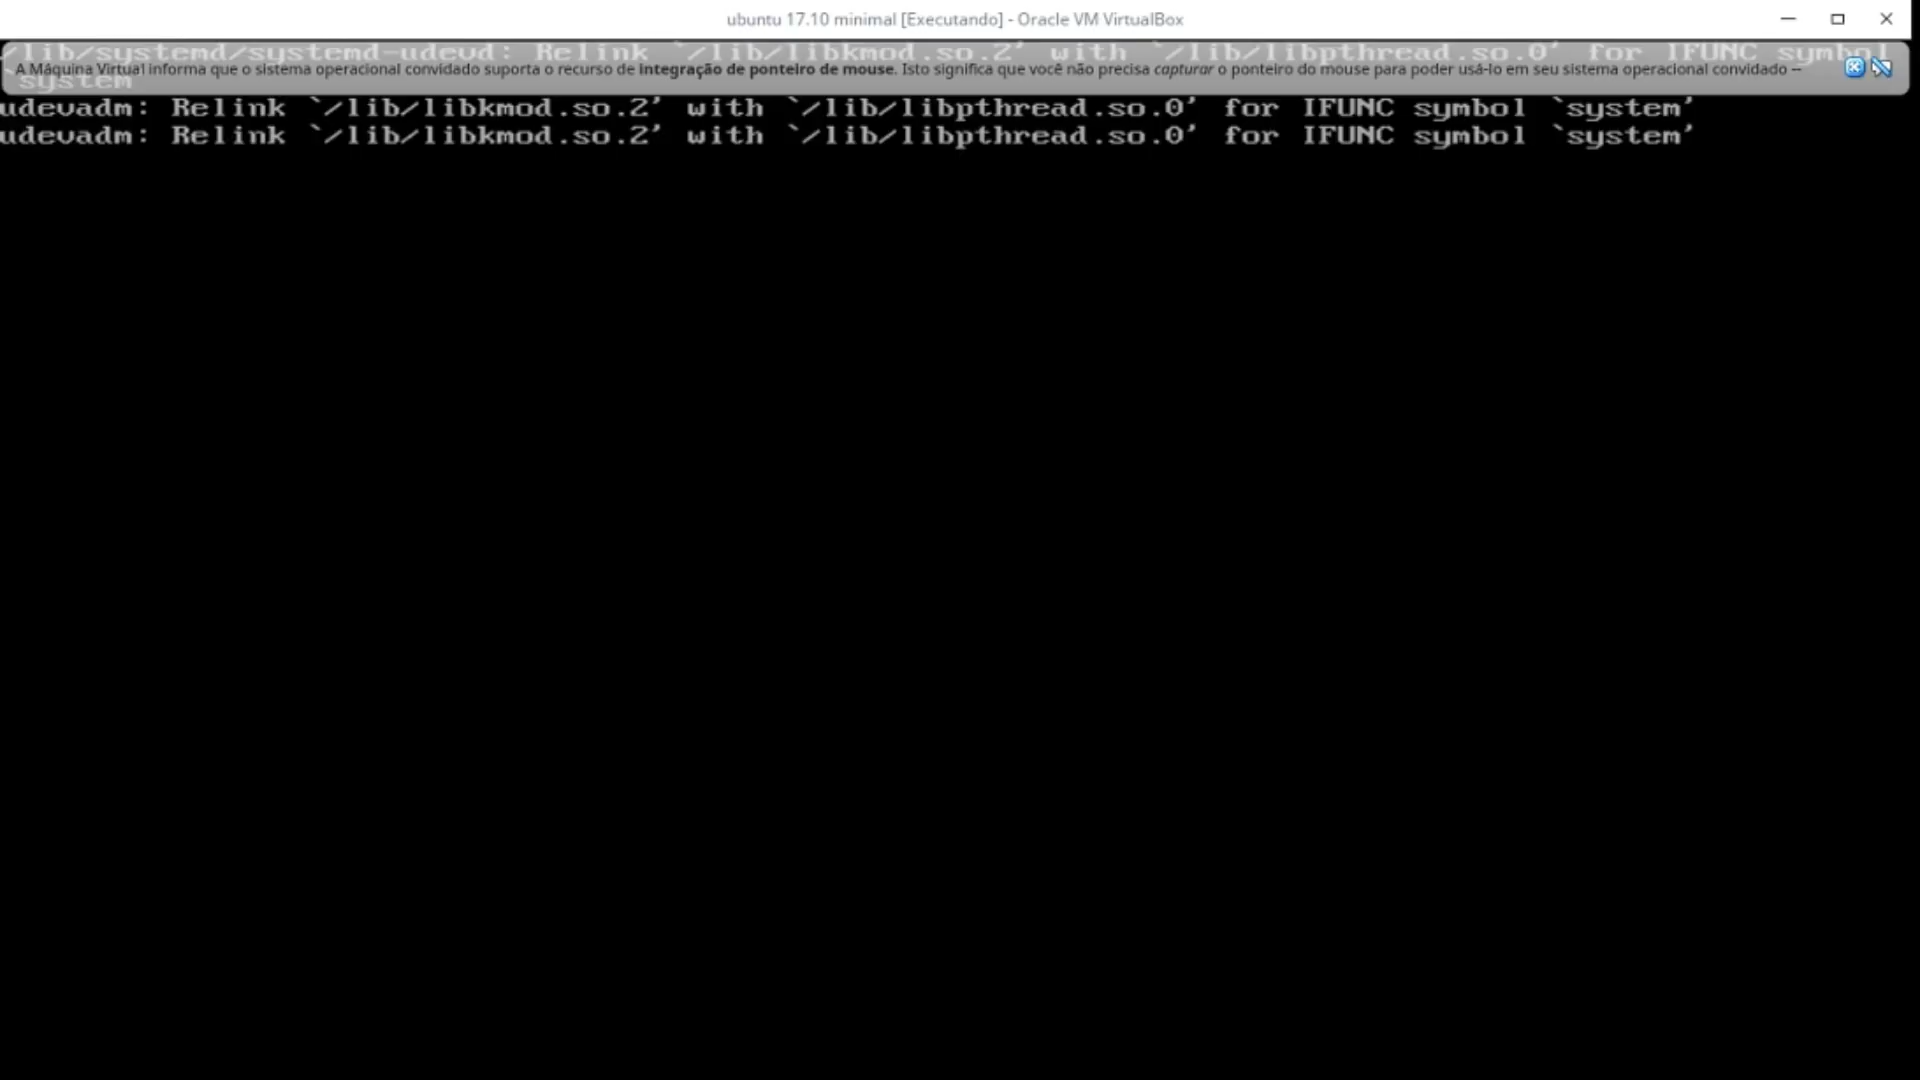 ubuntu 17.10 minimal [Executando] - Oracle VM VirtualBox
/lib/systemd/systemd-udevd: Relink `/lib/libkmod.so.2' with `/lib/libpthread.so.0' for IFUNC symbol
A Máquina Virtual informa que o sistema operacional convidado suporta o recurso de integração de ponteiro de mouse. Isto significa que você não precisa capturar o ponteiro do mouse para poder usá-lo em seu sistema operacional convidado --
`system'
udevadm: Relink `/lib/libkmod.so.2' with `/lib/libpthread.so.0' for IFUNC symbol `system'
udevadm: Relink `/lib/libkmod.so.2' with `/lib/libpthread.so.0' for IFUNC symbol `system'